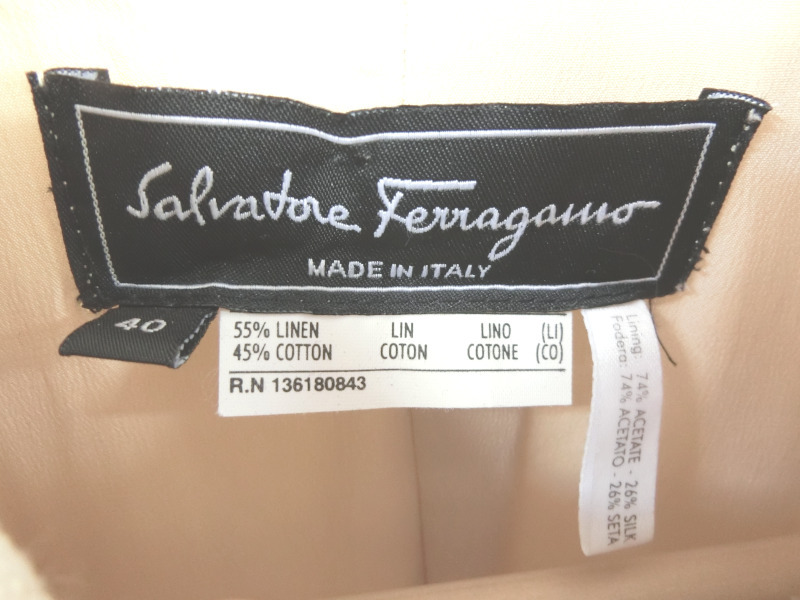 Salvatore Ferragamo
MADE IN ITALY
40
55% LINEN LIN LINO (LI)
45% COTTON COTON COTONE (CO)
R.N 136180843
Lining: 74% ACETATE - 26% SILK
Fodera: 74% ACETATO - 26% SETA